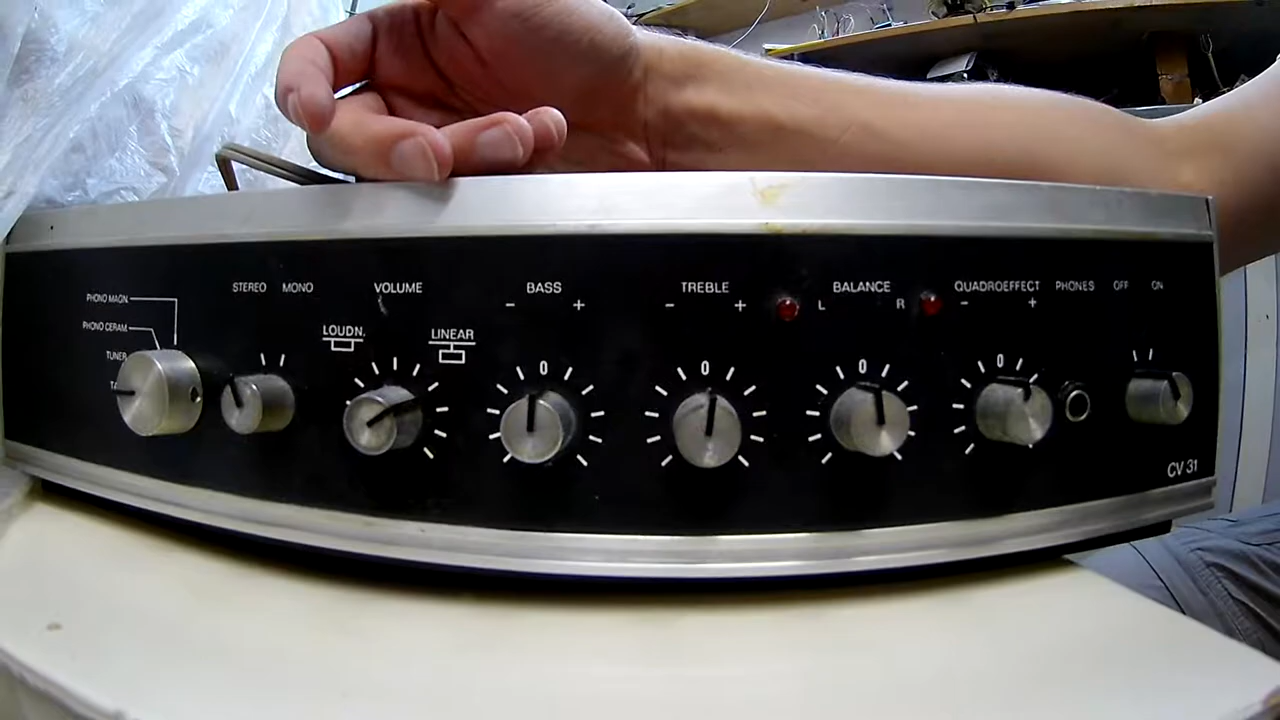 PHONO MAGN.
PHONO CERAM.
TUNER
STEREO MONO
VOLUME
LOUDN.
LINEAR
BASS
- +
0
TREBLE
- +
0
BALANCE
L R
0
QUADROEFFECT
- +
0
PHONES
OFF ON
CV 31